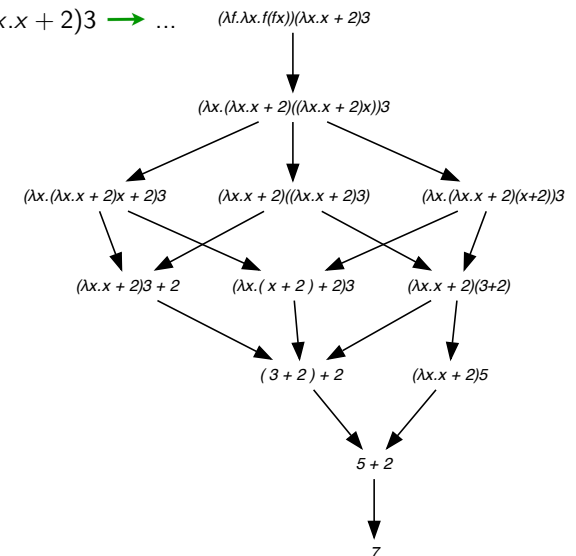 x.x + 2)3 → ...
(λf.λx.f(fx))(λx.x + 2)3
(λx.(λx.x + 2)((λx.x + 2)x))3
(λx.(λx.x + 2)x + 2)3
(λx.x + 2)((λx.x + 2)3)
(λx.(λx.x + 2)(x+2))3
(λx.x + 2)3 + 2
(λx.( x + 2 ) + 2)3
(λx.x + 2)(3+2)
( 3 + 2 ) + 2
(λx.x + 2)5
5 + 2
7